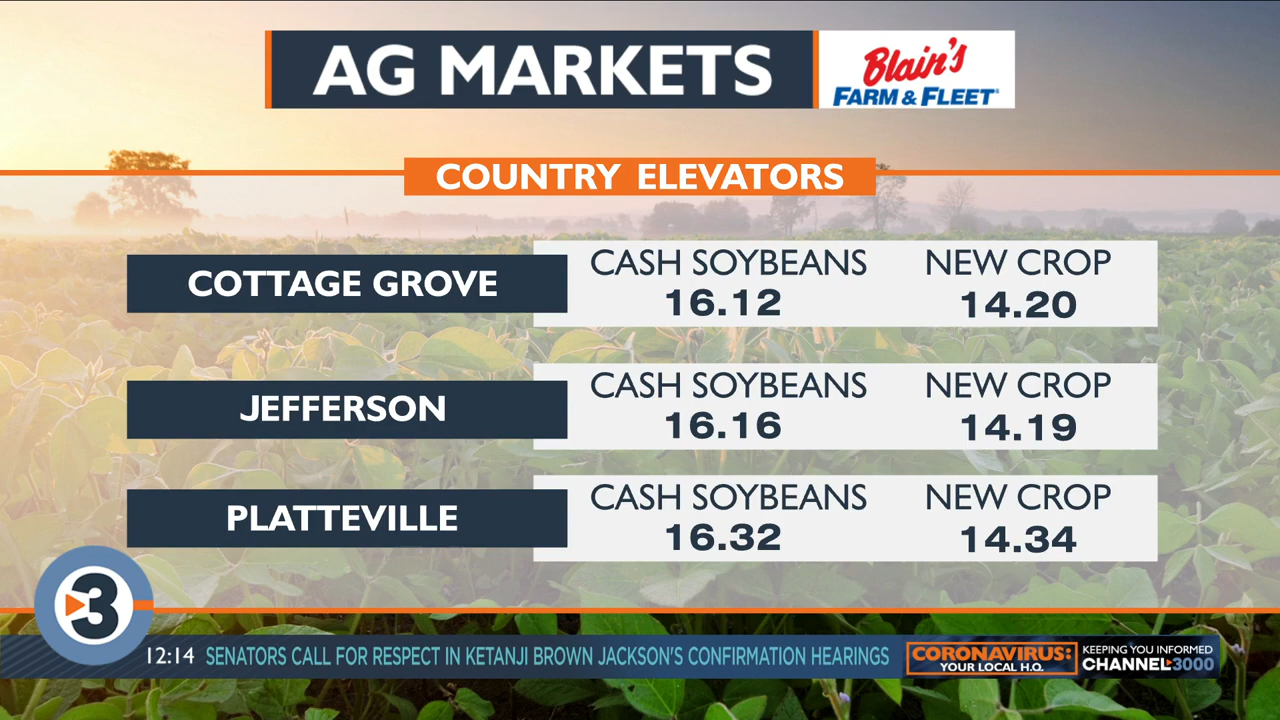 AG MARKETS
Blain's
FARM & FLEET
COUNTRY ELEVATORS
COTTAGE GROVE
CASH SOYBEANS NEW CROP
16.12 14.20
JEFFERSON
CASH SOYBEANS NEW CROP
16.16 14.19
PLATTEVILLE
CASH SOYBEANS NEW CROP
16.32 14.34
3
12:14 SENATORS CALL FOR RESPECT IN KETANJI BROWN JACKSON'S CONFIRMATION HEARINGS
CORONAVIRUS:
YOUR LOCAL H.Q.
KEEPING YOU INFORMED
CHANNEL3000